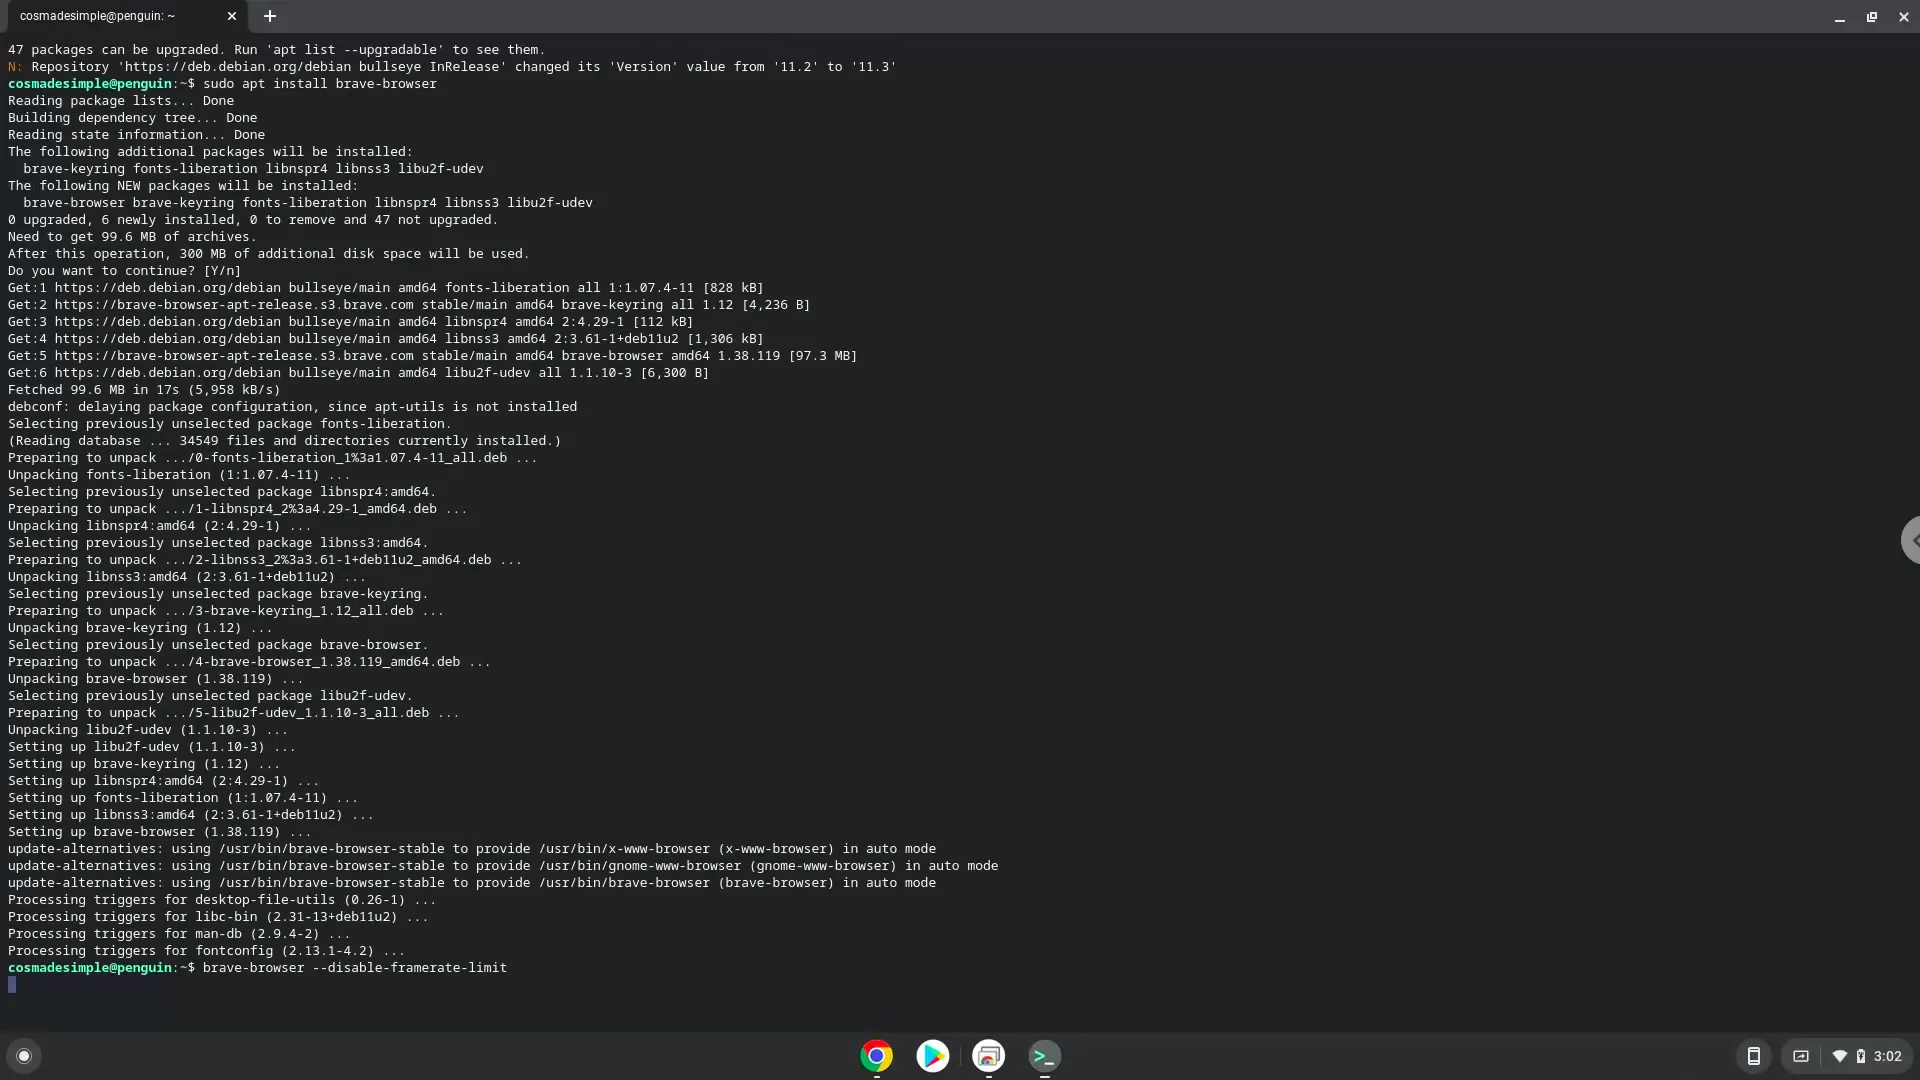 cosmadesimple@penguin: ~
47 packages can be upgraded. Run 'apt list --upgradable' to see them.
N: Repository 'https://deb.debian.org/debian bullseye InRelease' changed its 'Version' value from '11.2' to '11.3'
cosmadesimple@penguin:~$ sudo apt install brave-browser
Reading package lists... Done
Building dependency tree... Done
Reading state information... Done
The following additional packages will be installed:
  brave-keyring fonts-liberation libnspr4 libnss3 libu2f-udev
The following NEW packages will be installed:
  brave-browser brave-keyring fonts-liberation libnspr4 libnss3 libu2f-udev
0 upgraded, 6 newly installed, 0 to remove and 47 not upgraded.
Need to get 99.6 MB of archives.
After this operation, 300 MB of additional disk space will be used.
Do you want to continue? [Y/n]
Get:1 https://deb.debian.org/debian bullseye/main amd64 fonts-liberation all 1:1.07.4-11 [828 kB]
Get:2 https://brave-browser-apt-release.s3.brave.com stable/main amd64 brave-keyring all 1.12 [4,236 B]
Get:3 https://deb.debian.org/debian bullseye/main amd64 libnspr4 amd64 2:4.29-1 [112 kB]
Get:4 https://deb.debian.org/debian bullseye/main amd64 libnss3 amd64 2:3.61-1+deb11u2 [1,306 kB]
Get:5 https://brave-browser-apt-release.s3.brave.com stable/main amd64 brave-browser amd64 1.38.119 [97.3 MB]
Get:6 https://deb.debian.org/debian bullseye/main amd64 libu2f-udev all 1.1.10-3 [6,300 B]
Fetched 99.6 MB in 17s (5,958 kB/s)
debconf: delaying package configuration, since apt-utils is not installed
Selecting previously unselected package fonts-liberation.
(Reading database ... 34549 files and directories currently installed.)
Preparing to unpack .../0-fonts-liberation_1%3a1.07.4-11_all.deb ...
Unpacking fonts-liberation (1:1.07.4-11) ...
Selecting previously unselected package libnspr4:amd64.
Preparing to unpack .../1-libnspr4_2%3a4.29-1_amd64.deb ...
Unpacking libnspr4:amd64 (2:4.29-1) ...
Selecting previously unselected package libnss3:amd64.
Preparing to unpack .../2-libnss3_2%3a3.61-1+deb11u2_amd64.deb ...
Unpacking libnss3:amd64 (2:3.61-1+deb11u2) ...
Selecting previously unselected package brave-keyring.
Preparing to unpack .../3-brave-keyring_1.12_all.deb ...
Unpacking brave-keyring (1.12) ...
Selecting previously unselected package brave-browser.
Preparing to unpack .../4-brave-browser_1.38.119_amd64.deb ...
Unpacking brave-browser (1.38.119) ...
Selecting previously unselected package libu2f-udev.
Preparing to unpack .../5-libu2f-udev_1.1.10-3_all.deb ...
Unpacking libu2f-udev (1.1.10-3) ...
Setting up libu2f-udev (1.1.10-3) ...
Setting up brave-keyring (1.12) ...
Setting up libnspr4:amd64 (2:4.29-1) ...
Setting up fonts-liberation (1:1.07.4-11) ...
Setting up libnss3:amd64 (2:3.61-1+deb11u2) ...
Setting up brave-browser (1.38.119) ...
update-alternatives: using /usr/bin/brave-browser-stable to provide /usr/bin/x-www-browser (x-www-browser) in auto mode
update-alternatives: using /usr/bin/brave-browser-stable to provide /usr/bin/gnome-www-browser (gnome-www-browser) in auto mode
update-alternatives: using /usr/bin/brave-browser-stable to provide /usr/bin/brave-browser (brave-browser) in auto mode
Processing triggers for desktop-file-utils (0.26-1) ...
Processing triggers for libc-bin (2.31-13+deb11u2) ...
Processing triggers for man-db (2.9.4-2) ...
Processing triggers for fontconfig (2.13.1-4.2) ...
cosmadesimple@penguin:~$ brave-browser --disable-framerate-limit
3:02